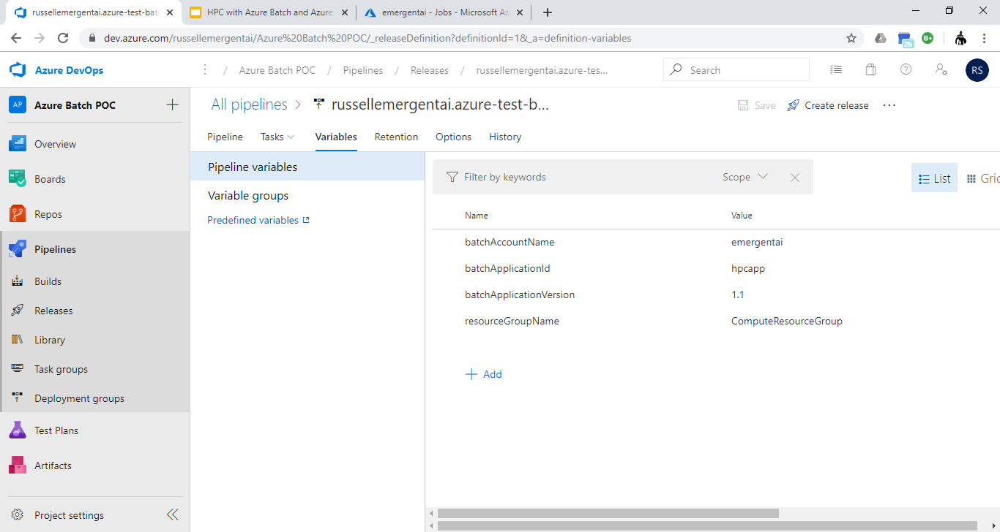 russellemergentai.azure-test-batc
HPC with Azure Batch and Azure
emergentai - Jobs - Microsoft Az
dev.azure.com/russellemergentai/Azure%20Batch%20POC/_releaseDefinition?definitionId=1&_a=definition-variables
2h
B+
Azure DevOps
/ Azure Batch POC / Pipelines / Releases / russellemergentai.azure-tes...
Search
RS
AP
Azure Batch POC
Overview
Boards
Repos
Pipelines
Builds
Releases
Library
Task groups
Deployment groups
Test Plans
Artifacts
Project settings
All pipelines > russellemergentai.azure-test-b...
Save
Create release
...
Pipeline Tasks Variables Retention Options History
Pipeline variables
Variable groups
Predefined variables
Filter by keywords
Scope
List
Grid
Name Value
batchAccountName emergentai
batchApplicationId hpcapp
batchApplicationVersion 1.1
resourceGroupName ComputeResourceGroup
+ Add